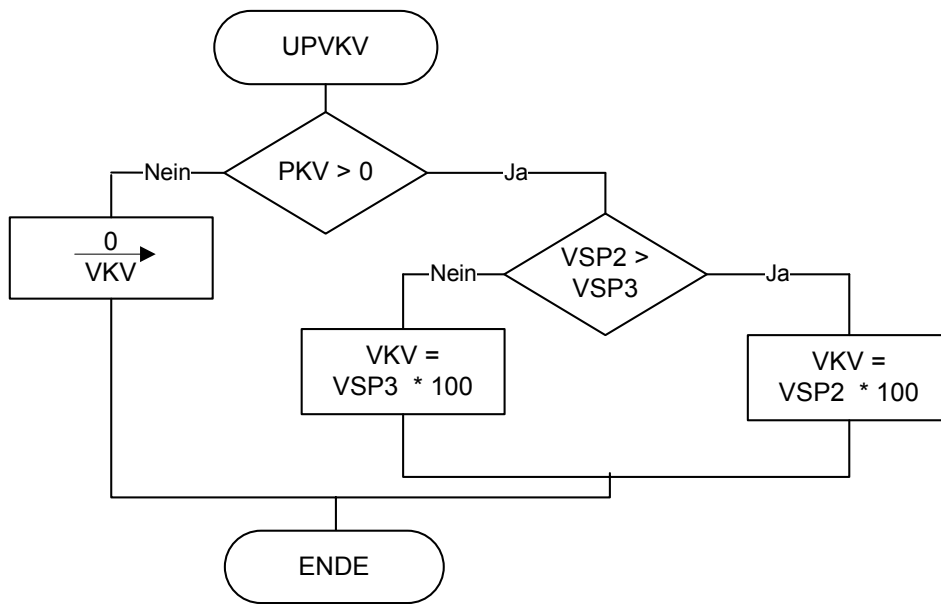 UPVKV
PKV > 0
Nein
Ja
0
VKV
VSP2 >
VSP3
Nein
Ja
VKV =
VSP3 * 100
VKV =
VSP2 * 100
ENDE